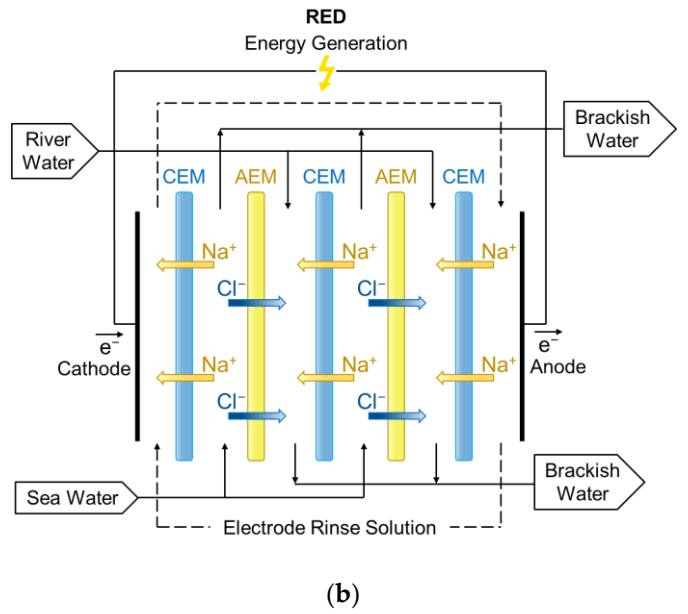 RED
Energy Generation
River
Water
Brackish
Water
CEM
AEM
CEM
AEM
CEM
Na⁺
Na⁺
Na⁺
Cl⁻
Cl⁻
e⁻
Cathode
e⁻
Anode
Na⁺
Na⁺
Na⁺
Cl⁻
Cl⁻
Sea Water
Brackish
Water
Electrode Rinse Solution
(b)